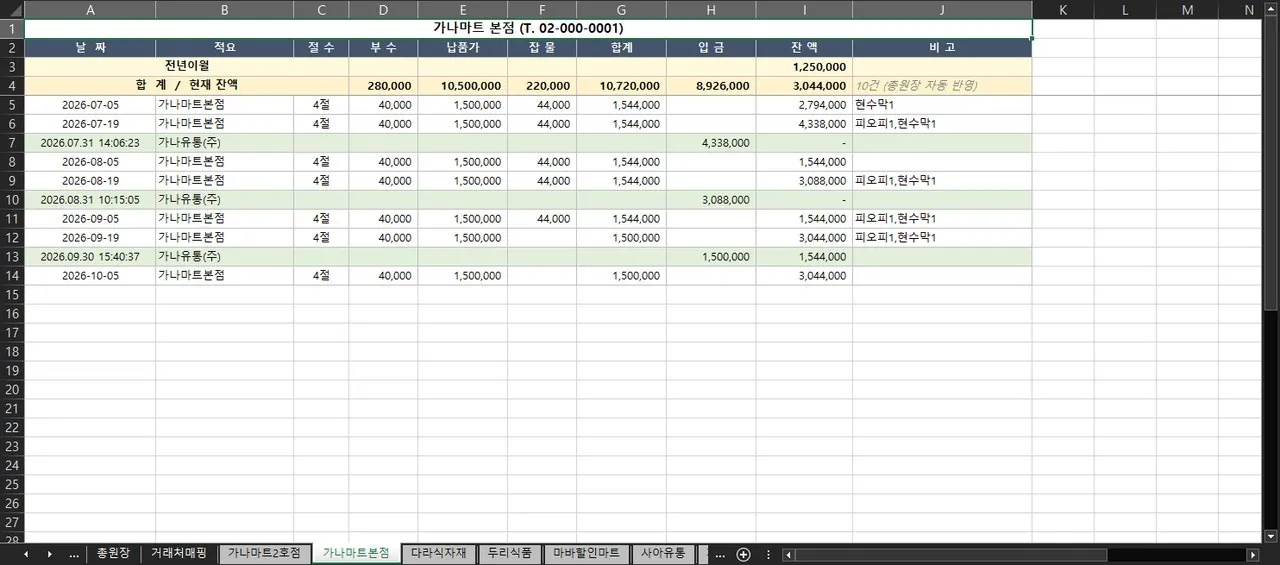 A B C D E F G H I J K L M N
1 가나마트 본점 (T. 02-000-0001)
2 날 짜 적요 절 수 부 수 납품가 잡 물 합계 입 금 잔 액 비 고
3 전년이월 1,250,000
4 합 계 / 현재 잔액 280,000 10,500,000 220,000 10,720,000 8,926,000 3,044,000 10건 (총원장 자동 반영)
5 2026-07-05 가나마트본점 4절 40,000 1,500,000 44,000 1,544,000 2,794,000 현수막1
6 2026-07-19 가나마트본점 4절 40,000 1,500,000 44,000 1,544,000 4,338,000 피오피1,현수막1
7 2026.07.31 14:06:23 가나유통(주) 4,338,000 -
8 2026-08-05 가나마트본점 4절 40,000 1,500,000 44,000 1,544,000 1,544,000
9 2026-08-19 가나마트본점 4절 40,000 1,500,000 44,000 1,544,000 3,088,000 피오피1,현수막1
10 2026.08.31 10:15:05 가나유통(주) 3,088,000 -
11 2026-09-05 가나마트본점 4절 40,000 1,500,000 44,000 1,544,000 1,544,000 피오피1,현수막1
12 2026-09-19 가나마트본점 4절 40,000 1,500,000 1,500,000 3,044,000 피오피1,현수막1
13 2026.09.30 15:40:37 가나유통(주) 1,500,000 1,544,000
14 2026-10-05 가나마트본점 4절 40,000 1,500,000 1,500,000 3,044,000
15
16
17
18
19
20
21
22
23
24
25
26
27
28
... 총원장 거래처매핑 가나마트2호점 가나마트본점 다라식자재 두리식품 마바할인마트 사아유통 ...